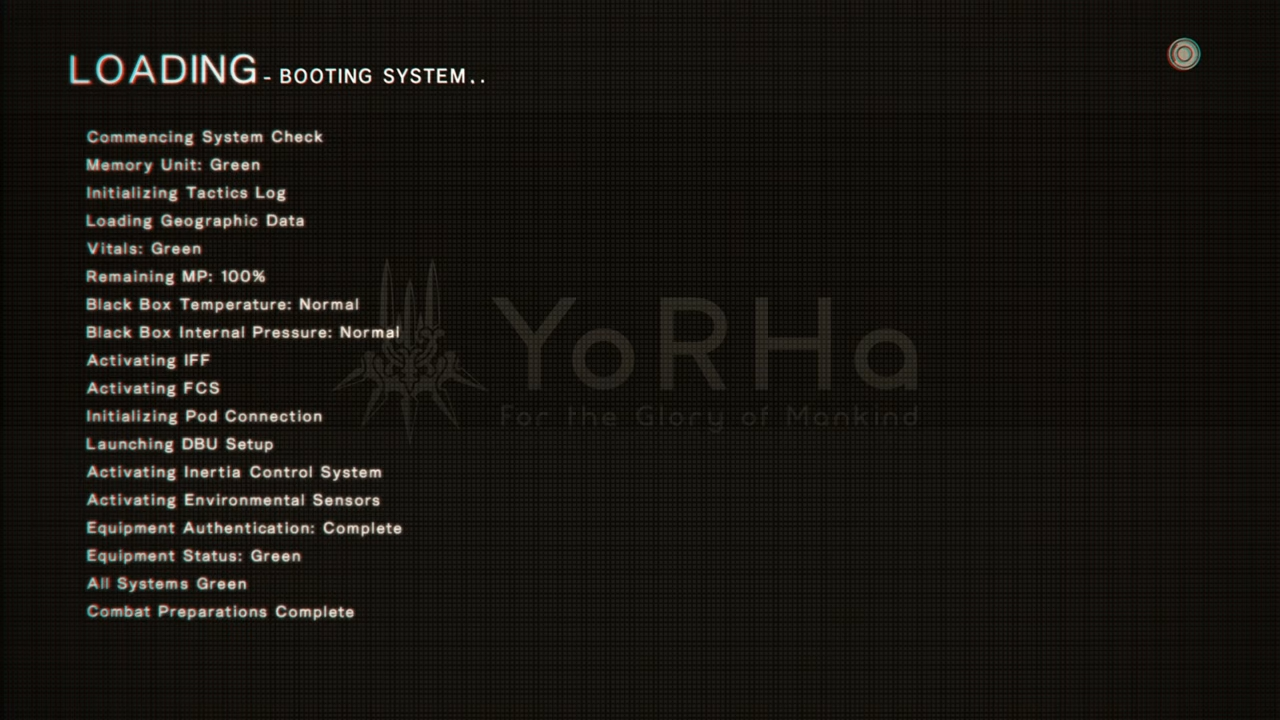 LOADING - BOOTING SYSTEM..
Commencing System Check
Memory Unit: Green
Initializing Tactics Log
Loading Geographic Data
Vitals: Green
Remaining MP: 100%
Black Box Temperature: Normal
Black Box Internal Pressure: Normal
Activating IFF
Activating FCS
Initializing Pod Connection
Launching DBU Setup
Activating Inertia Control System
Activating Environmental Sensors
Equipment Authentication: Complete
Equipment Status: Green
All Systems Green
Combat Preparations Complete
YoRHa
For the Glory of Mankind